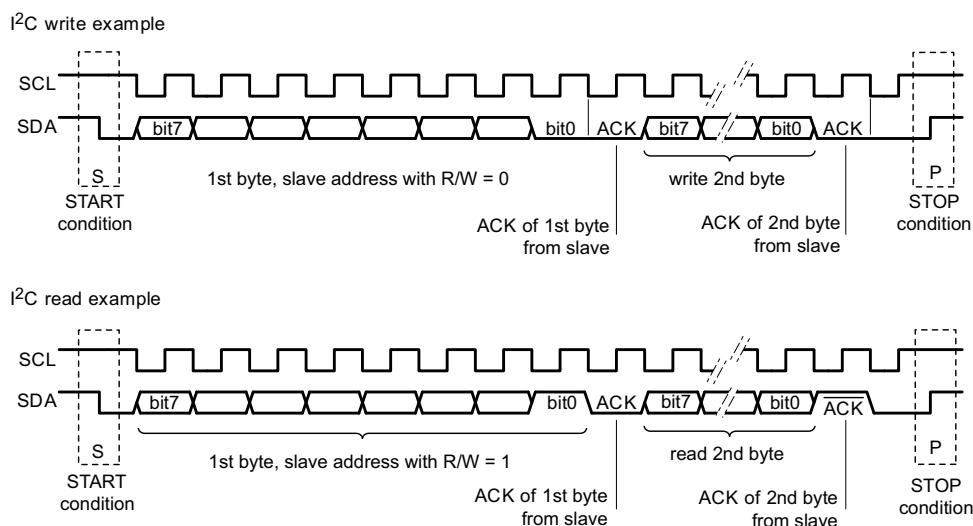 I²C write example
SCL
SDA
bit7
bit0
ACK
bit7
bit0
ACK
S
START
condition
1st byte, slave address with R/W = 0
write 2nd byte
P
STOP
condition
ACK of 1st byte
from slave
ACK of 2nd byte
from slave
I²C read example
SCL
SDA
bit7
bit0
ACK
bit7
bit0
A̅C̅K̅
S
START
condition
1st byte, slave address with R/W = 1
read 2nd byte
P
STOP
condition
ACK of 1st byte
from slave
ACK of 2nd byte
from slave